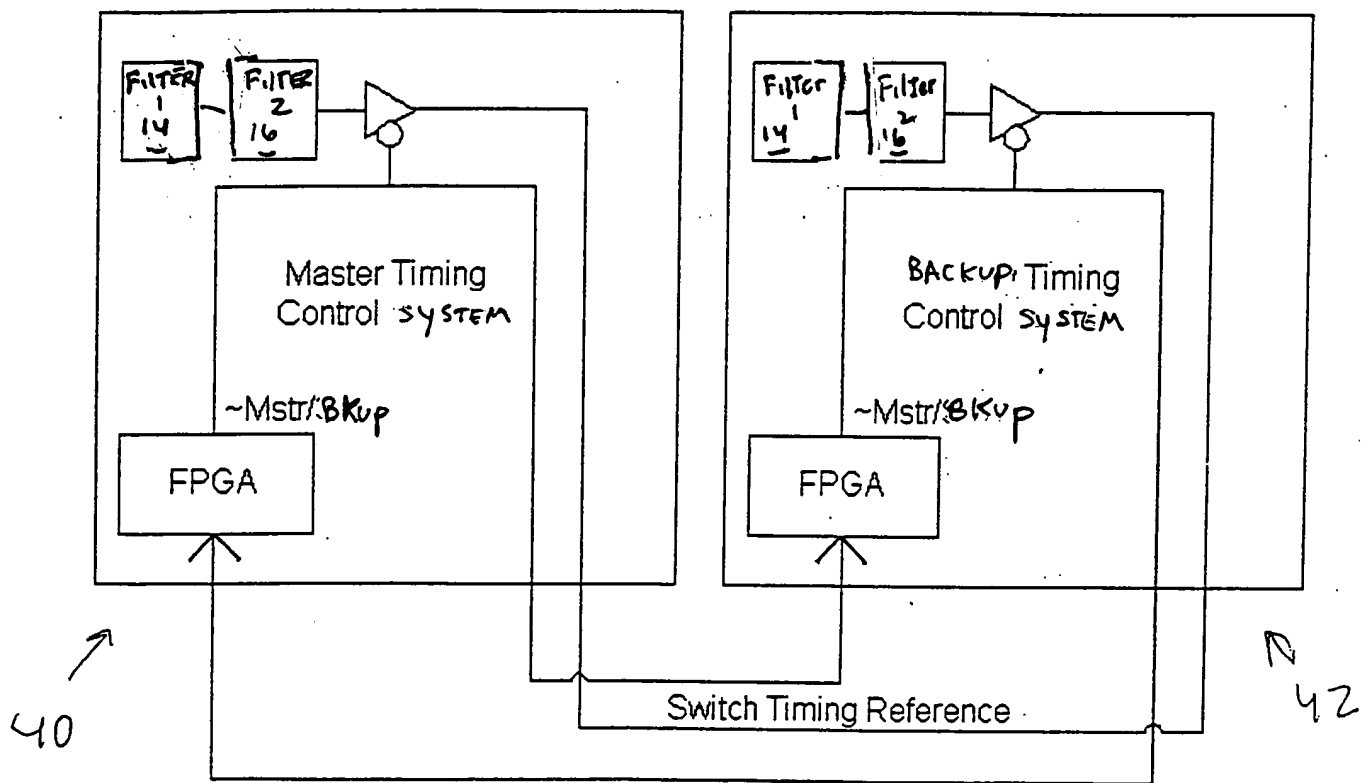 FILTER
1
14
FILTER
2
16
Master Timing
Control SYSTEM
~Mstr/BKup
FPGA
Filter
1
14
Filter
2
16
BACKUP Timing
Control SYSTEM
~Mstr/BKup
FPGA
Switch Timing Reference
40
42